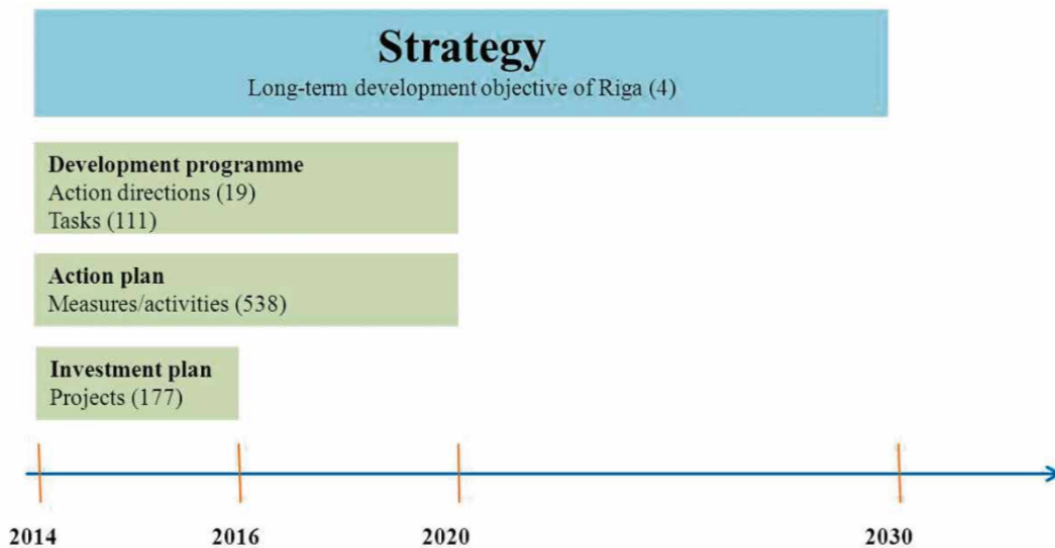 Strategy
Long-term development objective of Riga (4)
Development programme
Action directions (19)
Tasks (111)
Action plan
Measures/activities (538)
Investment plan
Projects (177)
2014 2016 2020 2030